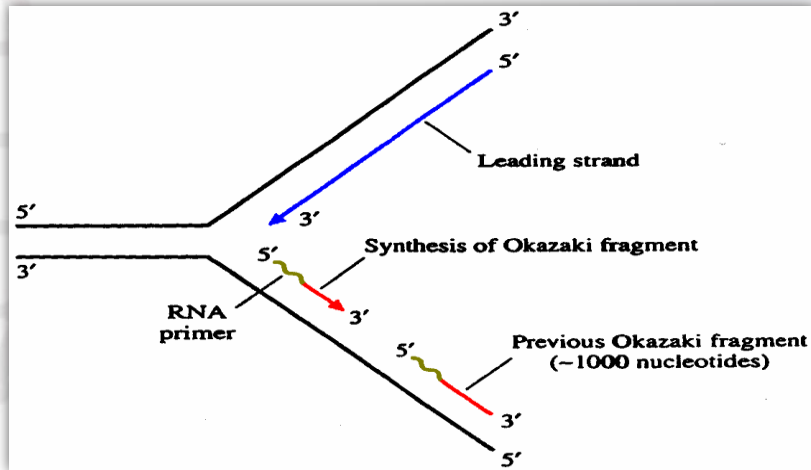 3′
5′
Leading strand
5′
3′
3′
5′
Synthesis of Okazaki fragment
RNA
primer
3′
5′
Previous Okazaki fragment
(~1000 nucleotides)
3′
5′